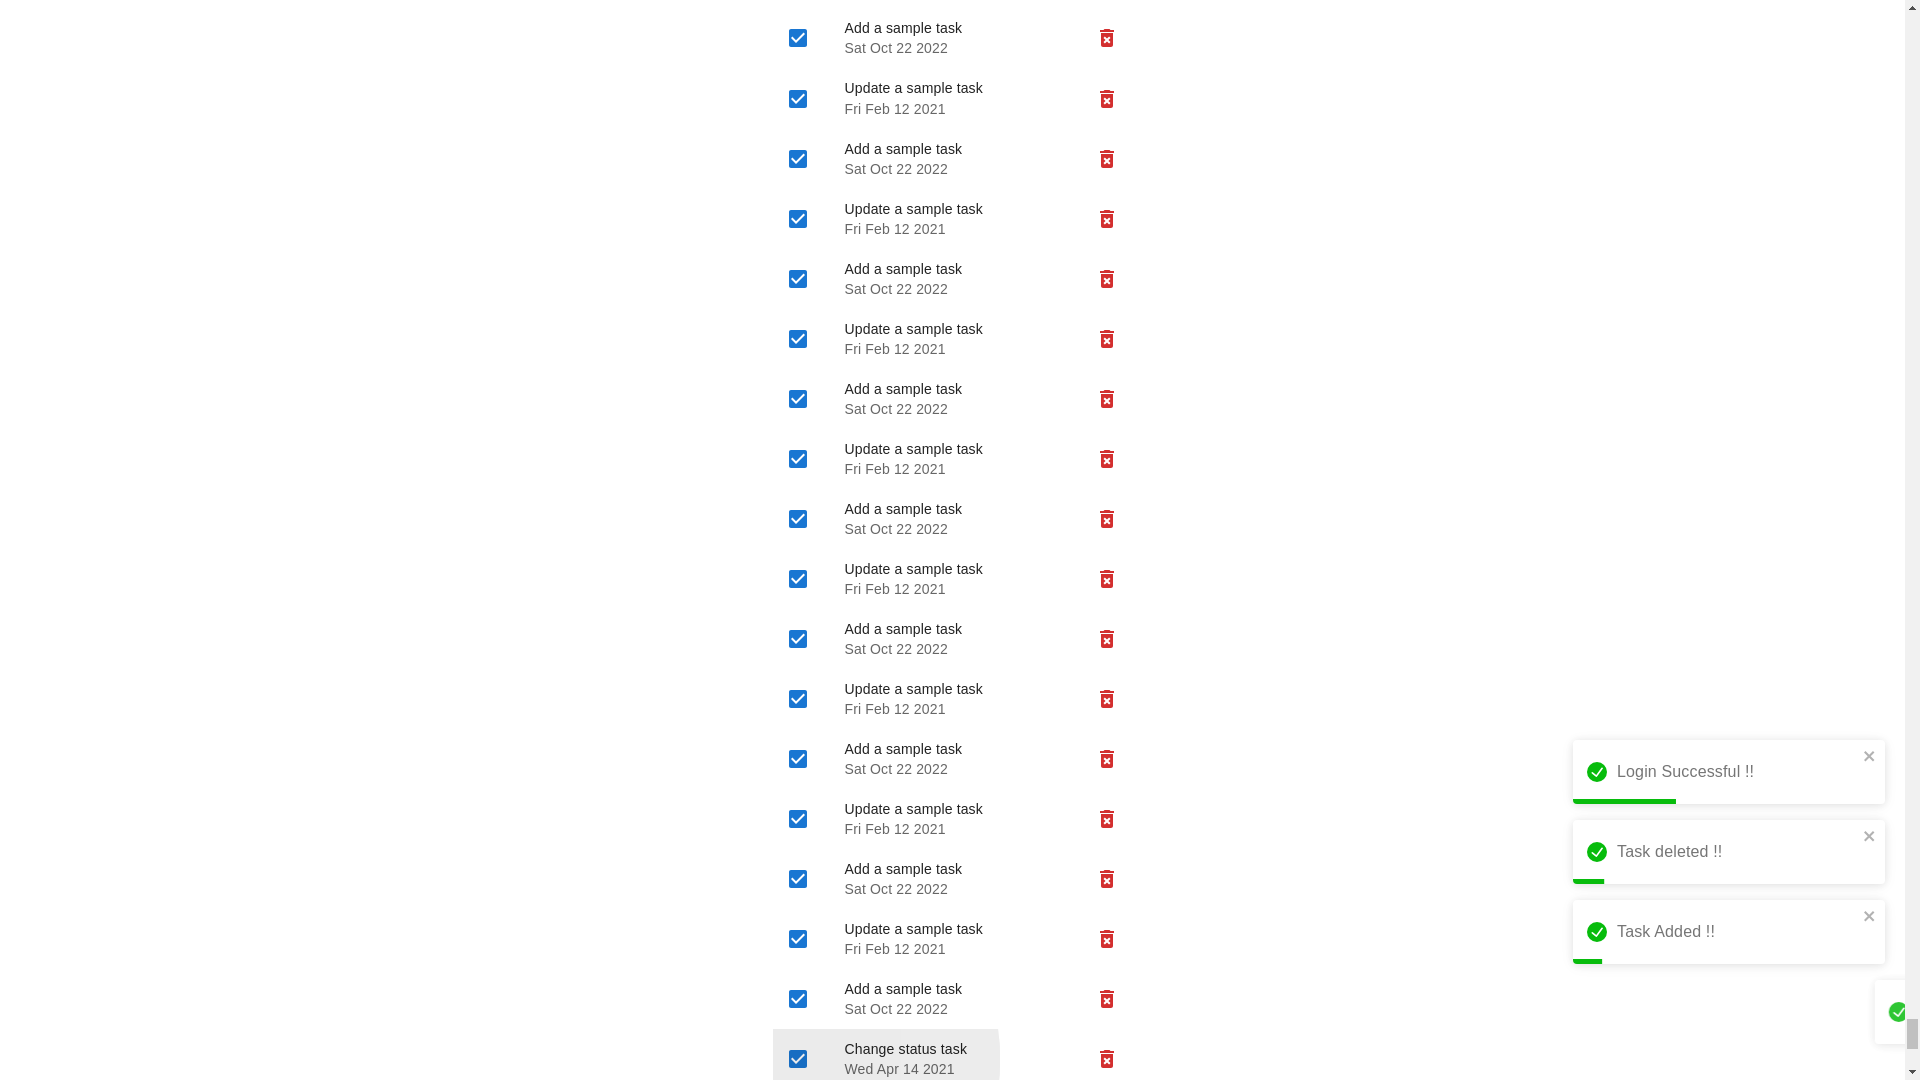 Add a sample task
Sat Oct 22 2022
Update a sample task
Fri Feb 12 2021
Add a sample task
Sat Oct 22 2022
Update a sample task
Fri Feb 12 2021
Add a sample task
Sat Oct 22 2022
Update a sample task
Fri Feb 12 2021
Add a sample task
Sat Oct 22 2022
Update a sample task
Fri Feb 12 2021
Add a sample task
Sat Oct 22 2022
Update a sample task
Fri Feb 12 2021
Add a sample task
Sat Oct 22 2022
Update a sample task
Fri Feb 12 2021
Add a sample task
Sat Oct 22 2022
Update a sample task
Fri Feb 12 2021
Add a sample task
Sat Oct 22 2022
Update a sample task
Fri Feb 12 2021
Add a sample task
Sat Oct 22 2022
Change status task
Wed Apr 14 2021
Login Successful !!
Task deleted !!
Task Added !!